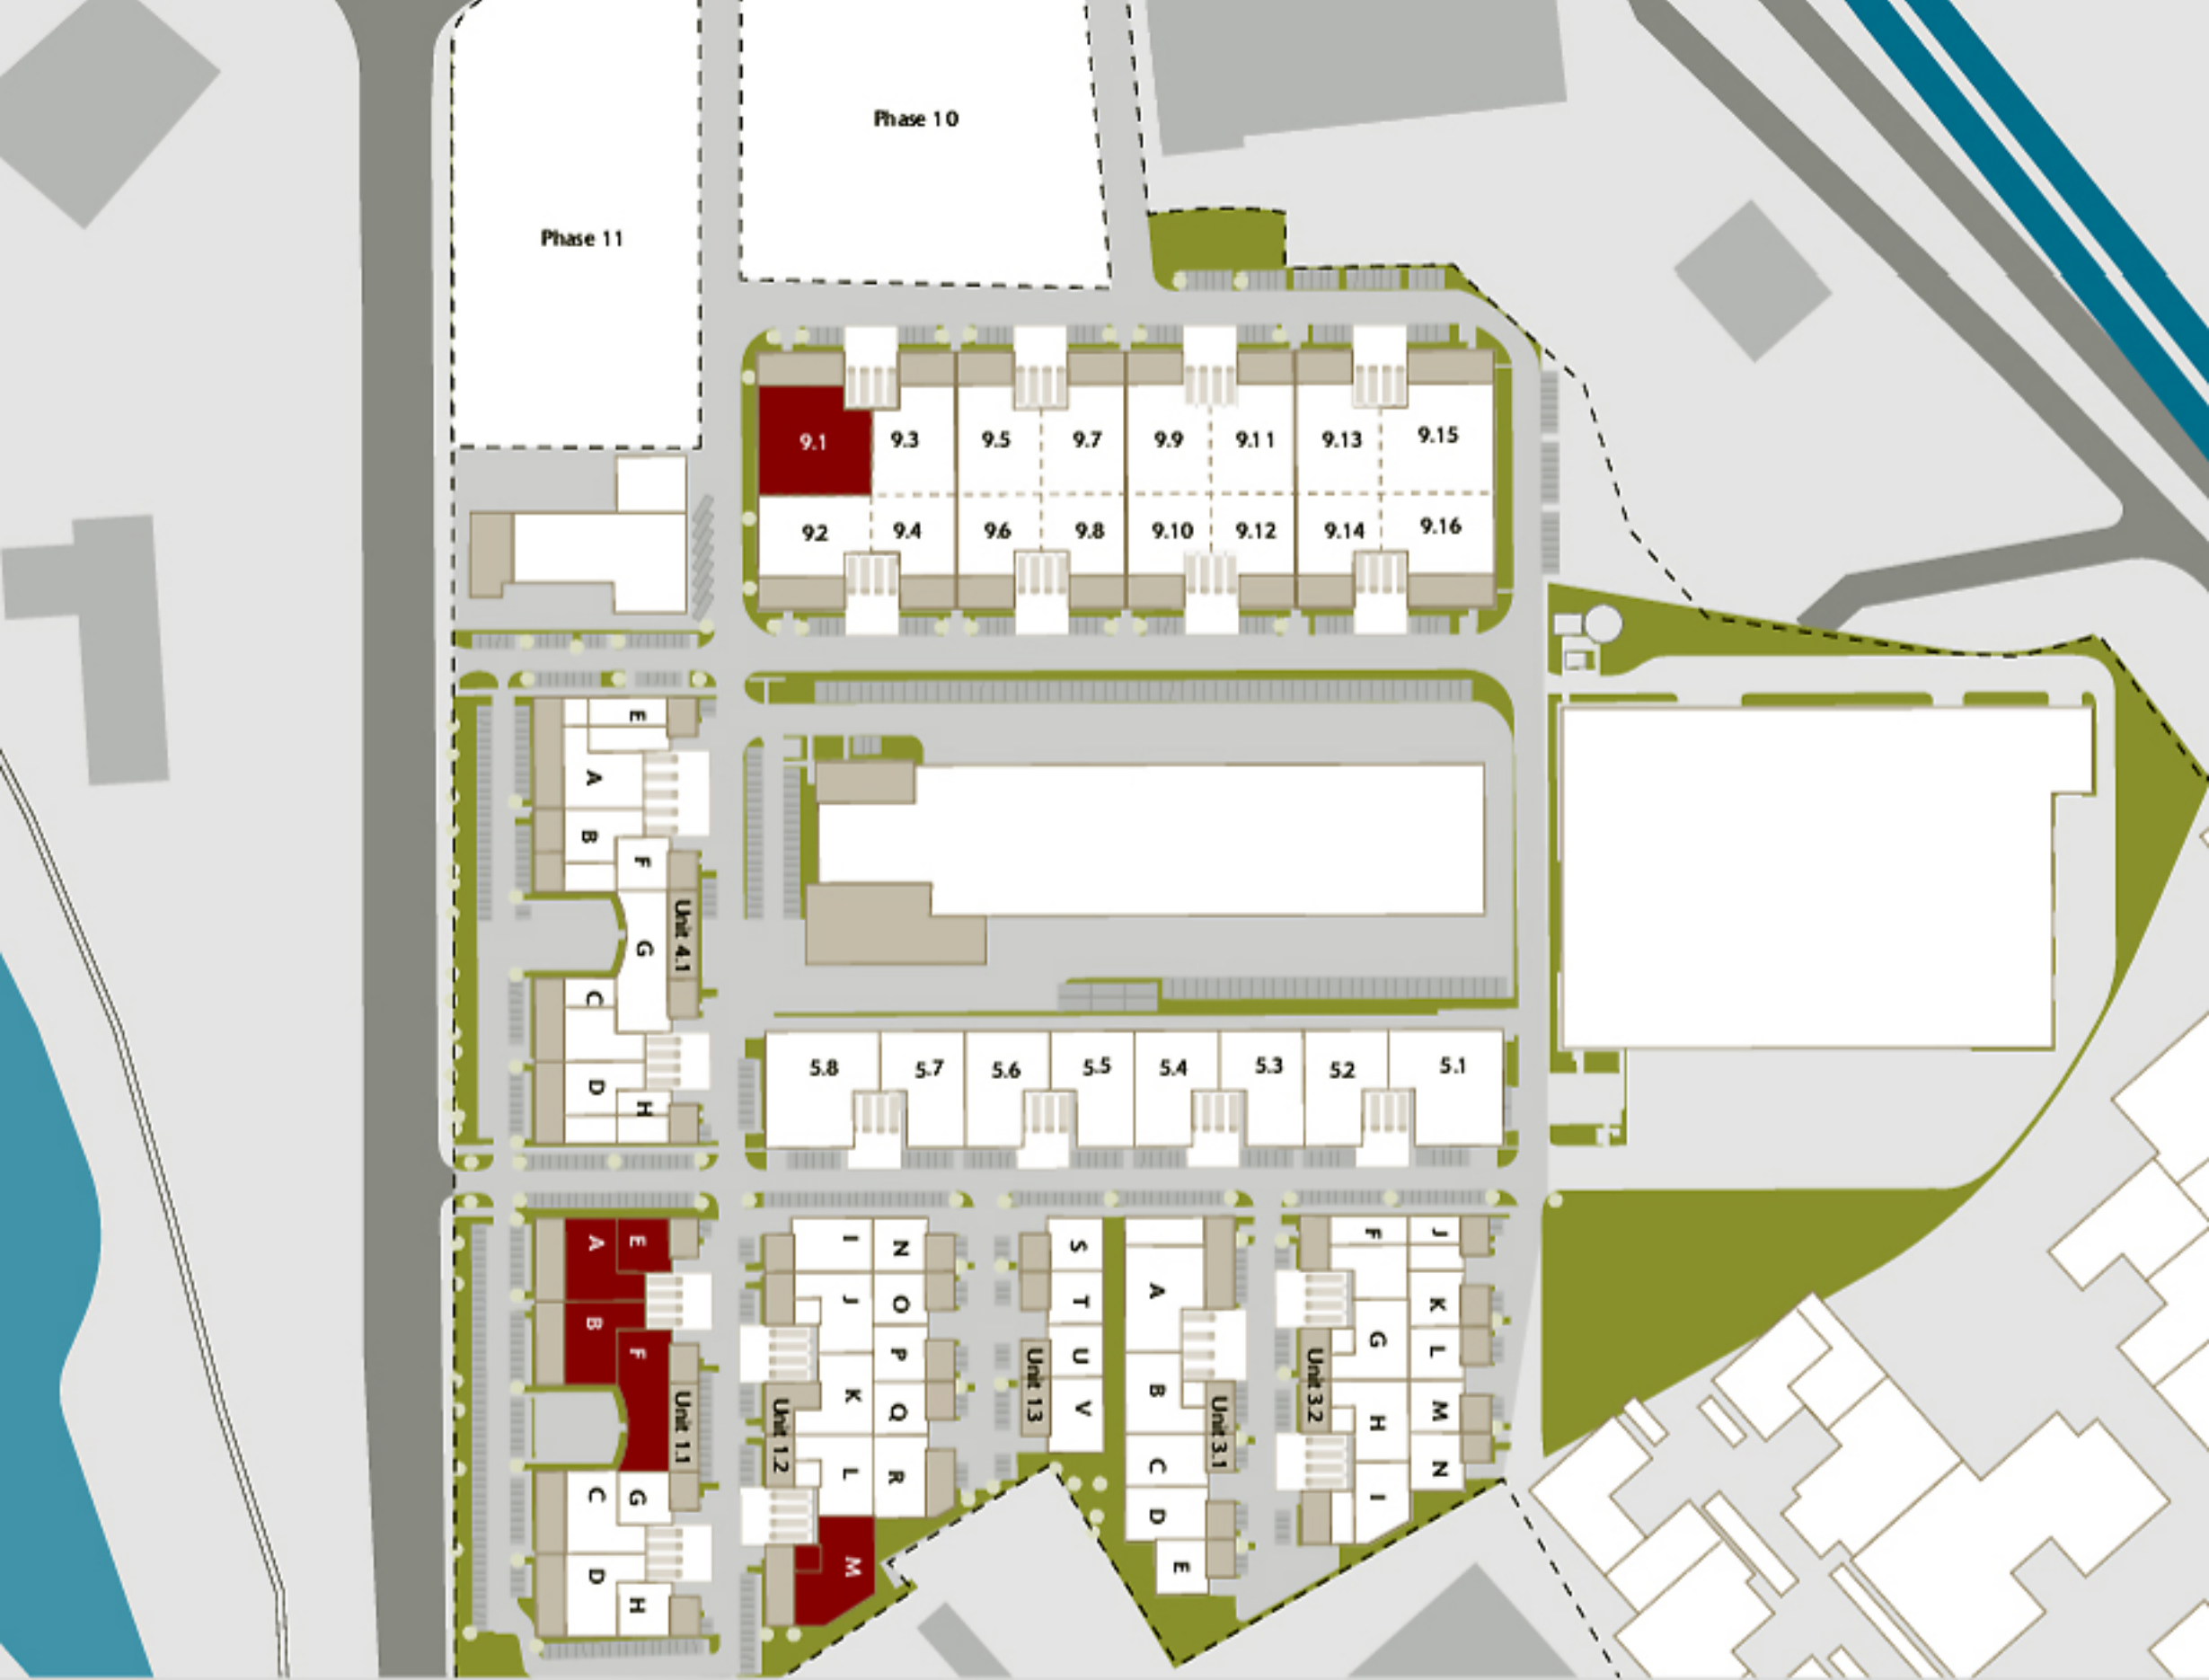 Phase 10
Phase 11
9.1
9.3
9.5
9.7
9.9
9.11
9.13
9.15
9.2
9.4
9.6
9.8
9.10
9.12
9.14
9.16
E
A
B
F
Unit 4.1
G
C
D
H
5.8
5.7
5.6
5.5
5.4
5.3
5.2
5.1
A
E
B
F
Unit 1.1
C
G
D
H
I
N
J
O
P
K
Q
Unit 1.2
L
R
M
S
T
U
V
Unit 1.3
A
B
Unit 3.1
C
D
E
F
J
K
G
L
Unit 3.2
H
M
I
N